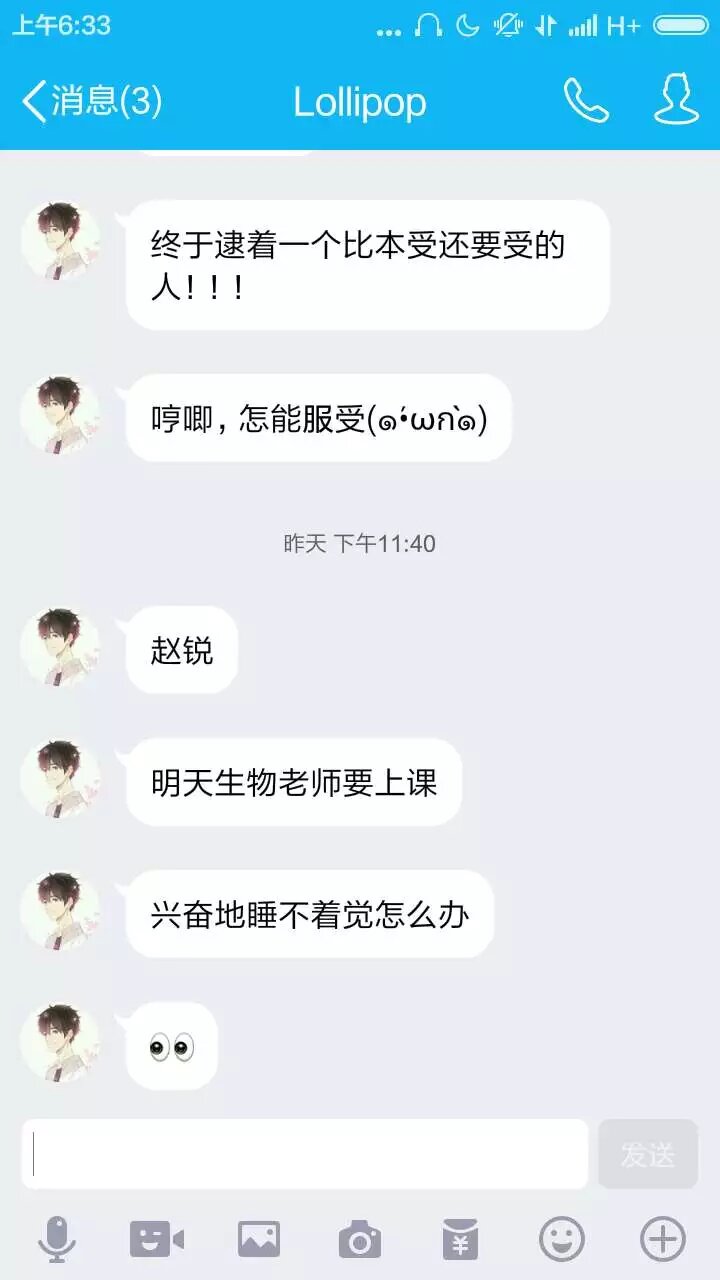 上午6:33
H+
消息(3)
Lollipop
终于逮着一个比本受还要受的
人！！！
哼唧，怎能服受(๑•́ωก̀๑)
昨天 下午11:40
赵锐
明天生物老师要上课
兴奋地睡不着觉怎么办
👀
发送